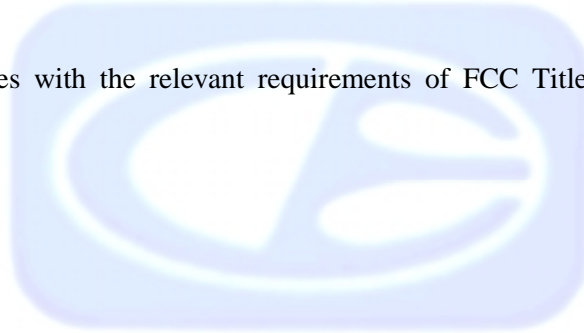 es with the relevant requirements of FCC Title